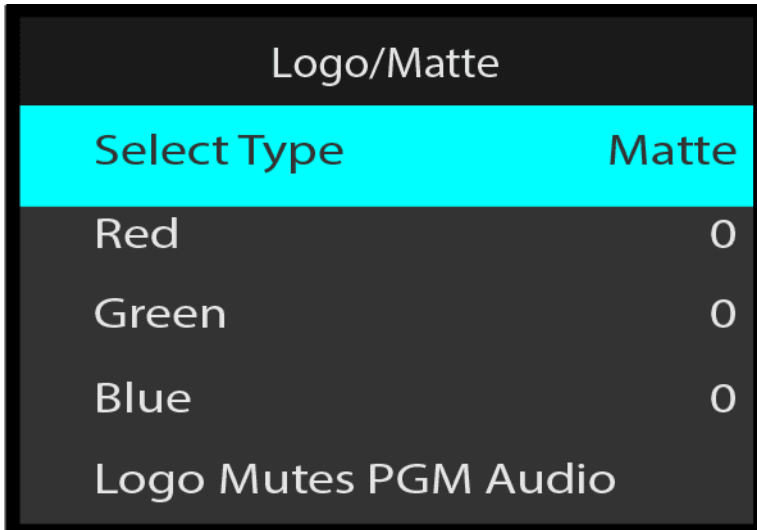 Logo/Matte
Select Type Matte
Red 0
Green 0
Blue 0
Logo Mutes PGM Audio